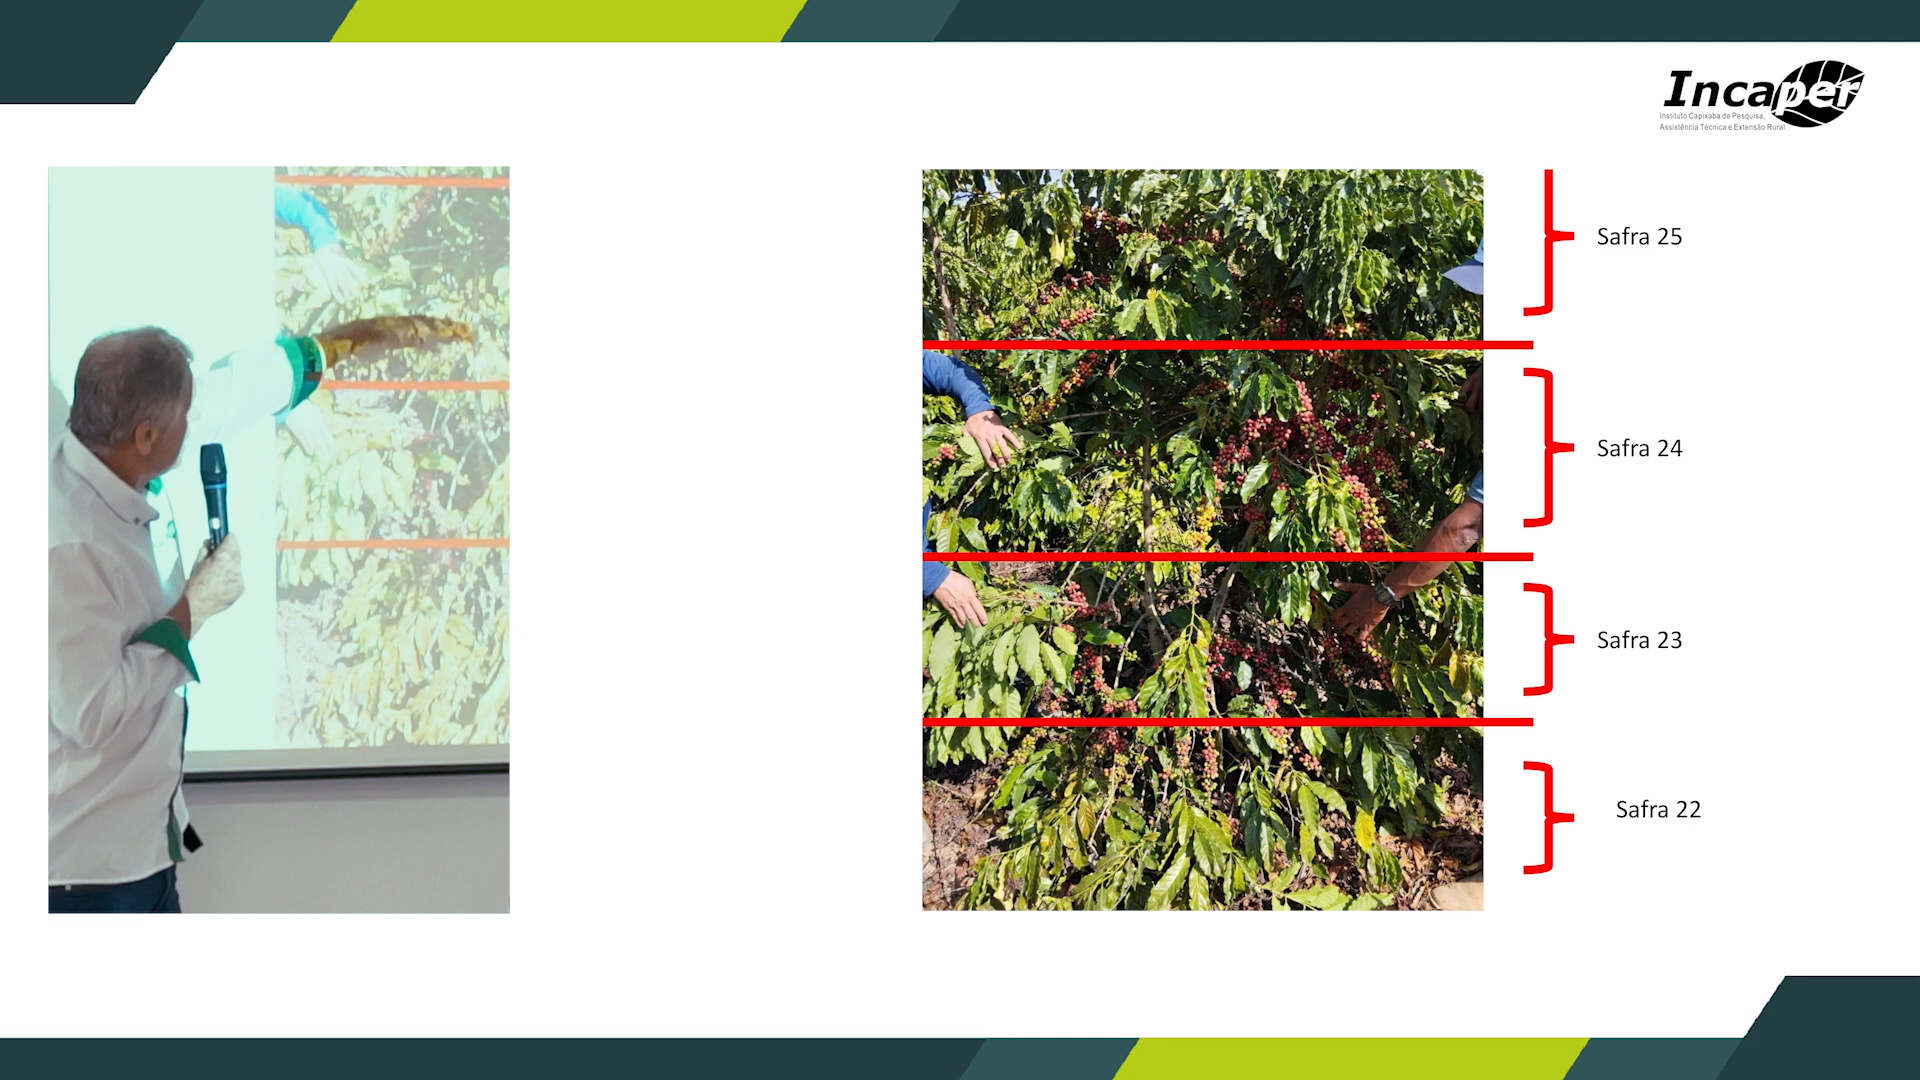 Incaper
Instituto Capixaba de Pesquisa,
Assistência Técnica e Extensão Rural
Safra 25
Safra 24
Safra 23
Safra 22